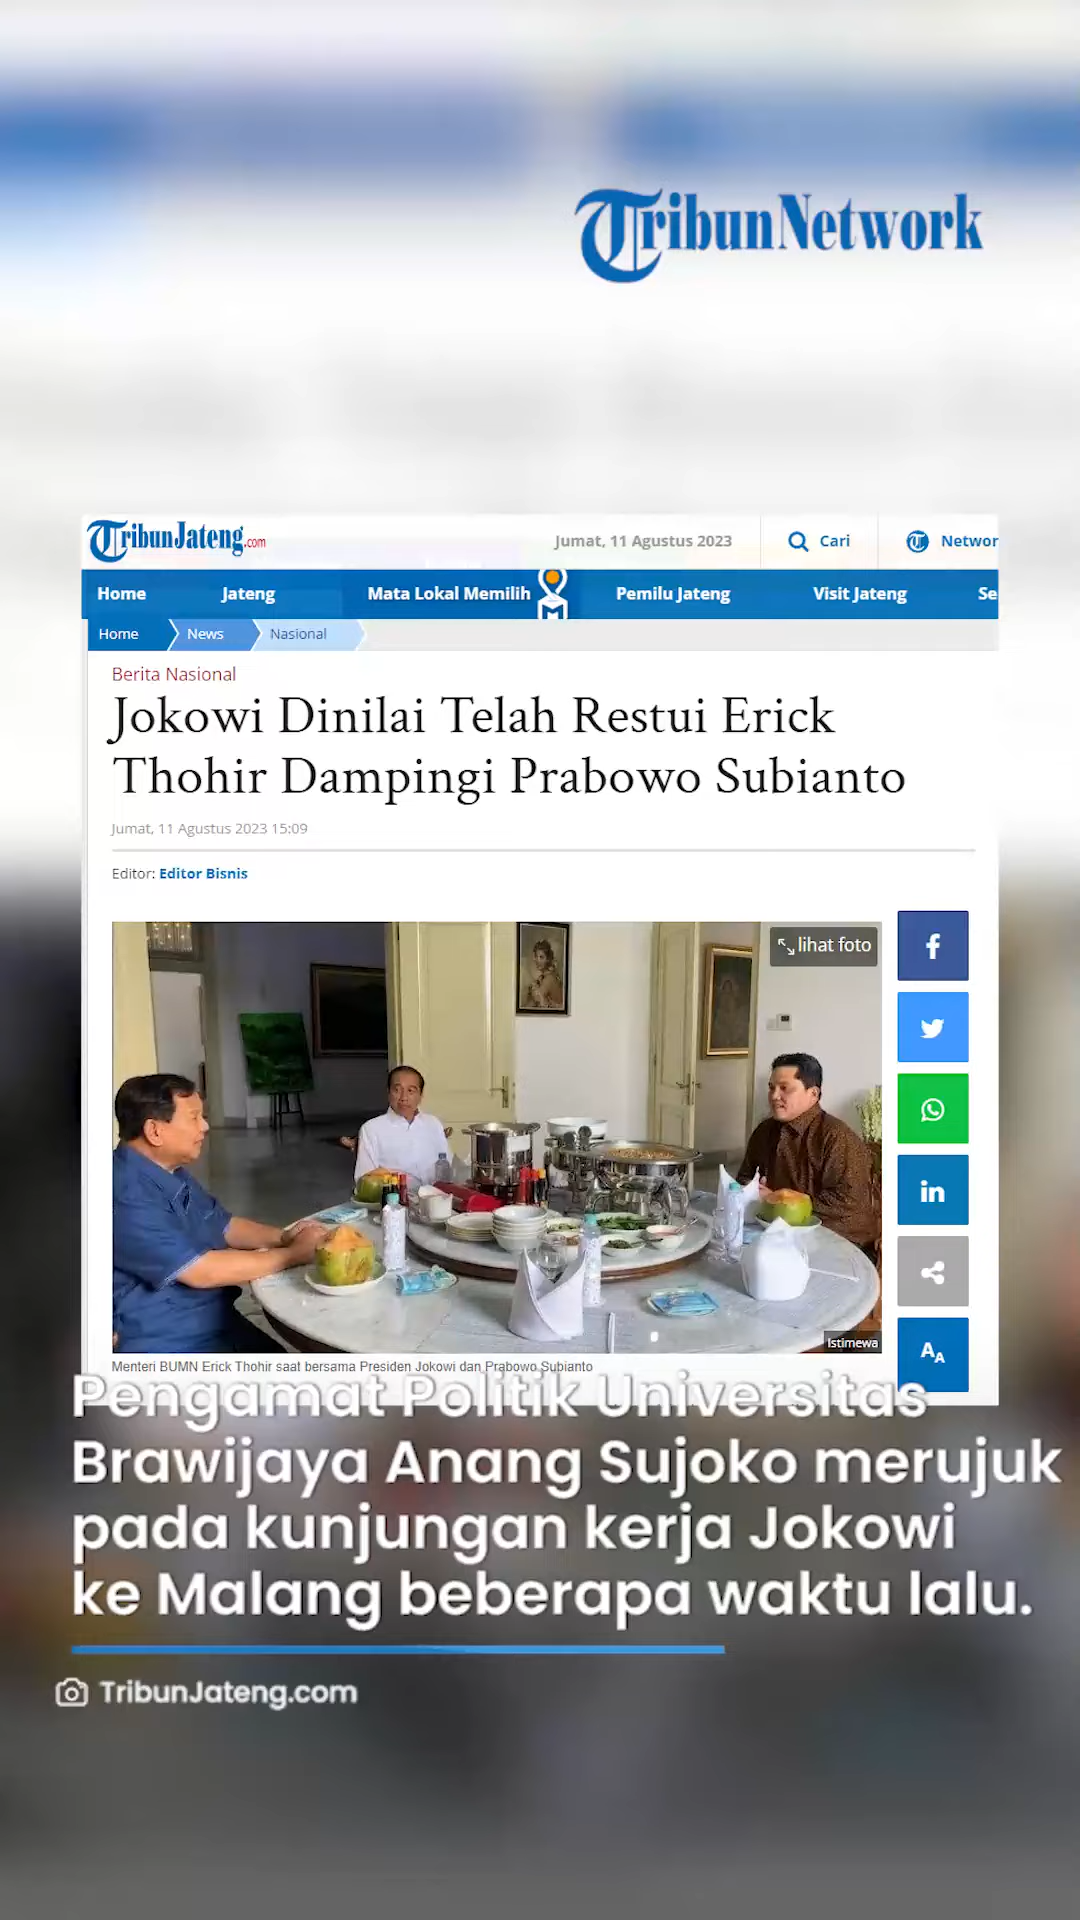 TribunNetwork
TribunJateng.com
Jumat, 11 Agustus 2023
Cari
Networ
Home
Jateng
Mata Lokal Memilih
Pemilu Jateng
Visit Jateng
Se
Home
News
Nasional
Berita Nasional
Jokowi Dinilai Telah Restui Erick
Thohir Dampingi Prabowo Subianto
Jumat, 11 Agustus 2023 15:09
Editor: Editor Bisnis
lihat foto
Istimewa
AA
Menteri BUMN Erick Thohir saat bersama Presiden Jokowi dan Prabowo Subianto
Pengamat Politik Universitas
Brawijaya Anang Sujoko merujuk
pada kunjungan kerja Jokowi
ke Malang beberapa waktu lalu.
TribunJateng.com